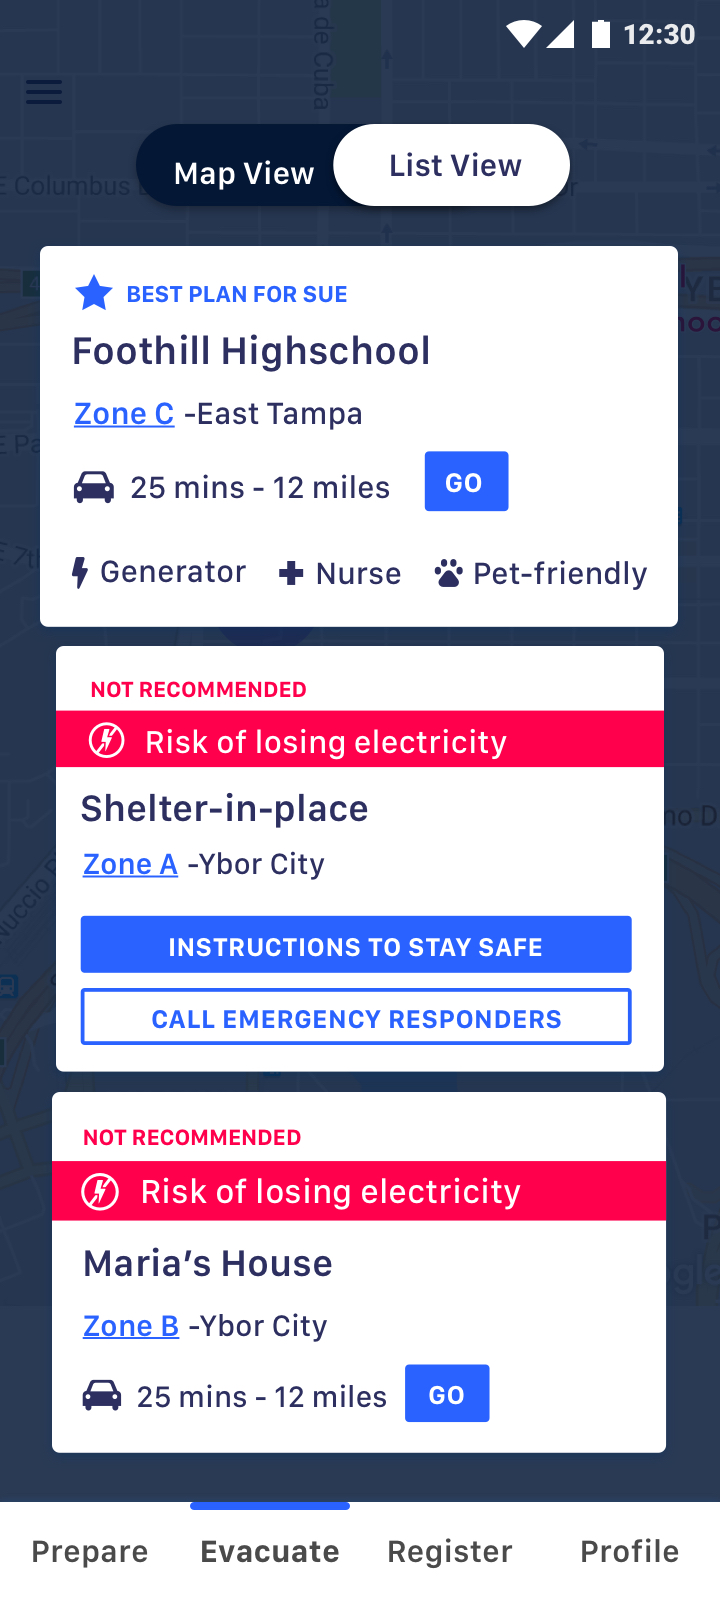 12:30
a de Cuba
Map View
List View
E Columbus
BEST PLAN FOR SUE
Foothill Highschool
Zone C -East Tampa
25 mins - 12 miles
GO
Generator
Nurse
Pet-friendly
NOT RECOMMENDED
Risk of losing electricity
Shelter-in-place
Zone A -Ybor City
INSTRUCTIONS TO STAY SAFE
CALL EMERGENCY RESPONDERS
NOT RECOMMENDED
Risk of losing electricity
Maria’s House
Zone B -Ybor City
25 mins - 12 miles
GO
Prepare
Evacuate
Register
Profile